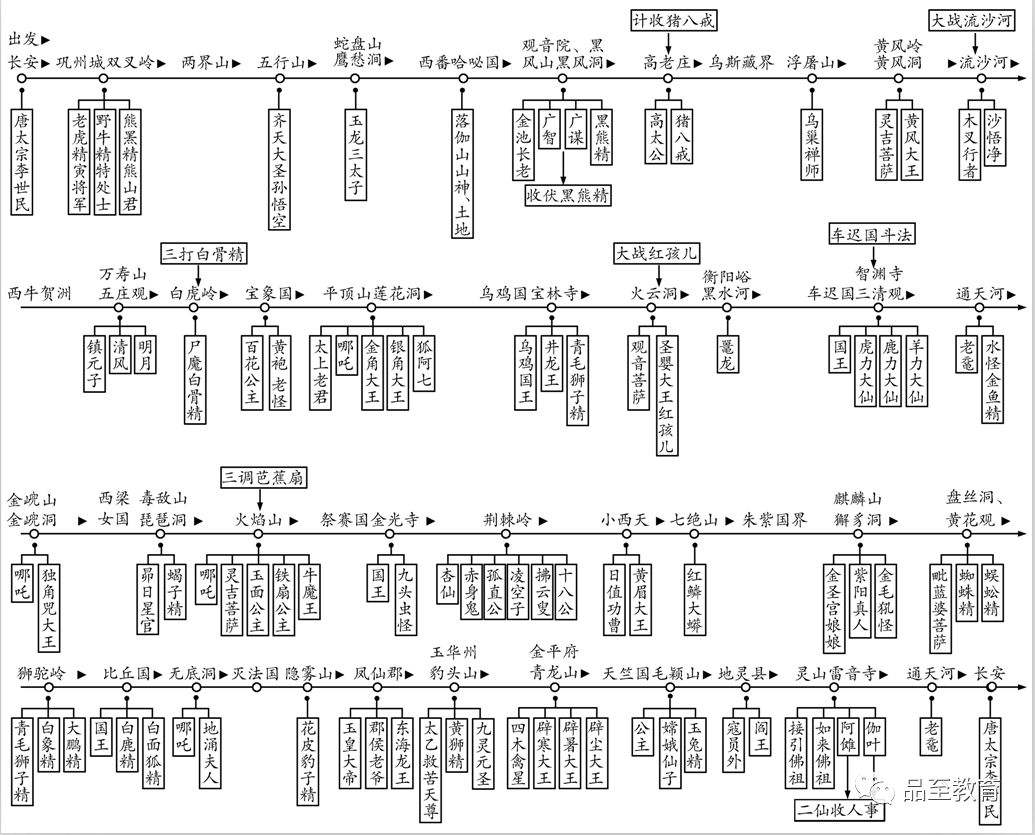 计收猪八戒
大战流沙河
出发▶
长安▶
巩州城双叉岭▶
两界山▶
五行山▶
蛇盘山
鹰愁涧▶
西番哈咇国▶
观音院、黑
风山黑风洞▶
高老庄▶
乌斯藏界
浮屠山▶
黄风岭
黄风洞▶
▶流沙河▶
唐太宗李世民
老虎精寅将军
野牛精特处士
熊罴精熊山君
齐天大圣孙悟空
玉龙三太子
落伽山山神、土地
金池长老
广智
广谋
黑熊精
收伏黑熊精
高太公
猪八戒
乌巢禅师
灵吉菩萨
黄风大王
木叉行者
沙悟净
三打白骨精
大战红孩儿
车迟国斗法
西牛贺洲
万寿山
五庄观▶
白虎岭▶
宝象国▶
平顶山莲花洞▶
乌鸡国宝林寺▶
火云洞▶
衡阳峪
黑水河▶
智渊寺
车迟国三清观▶
通天河▶
镇元子
清风
明月
尸魔白骨精
百花公主
黄袍老怪
太上老君
哪吒
金角大王
银角大王
狐阿七
乌鸡国王
井龙王
青毛狮子精
观音菩萨
圣婴大王红孩儿
鼍龙
国王
虎力大仙
鹿力大仙
羊力大仙
老鼋
水怪金鱼精
三调芭蕉扇
金𠒧山
金𠒧洞▶
西梁
女国
毒敌山
琵琶洞▶
火焰山▶
祭赛国金光寺▶
荆棘岭▶
小西天▶
七绝山▶
朱紫国界
麒麟山
獬豸洞▶
盘丝洞、
黄花观▶
哪吒
独角兕大王
昴日星官
蝎子精
哪吒
灵吉菩萨
玉面公主
铁扇公主
牛魔王
国王
九头虫怪
杏仙
赤身鬼
孤直公
凌空子
拂云叟
十八公
日值功曹
黄眉大王
红鳞大蟒
金圣宫娘娘
紫阳真人
金毛犼怪
毗蓝婆菩萨
蜘蛛精
蜈蚣精
狮驼岭▶
比丘国▶
无底洞▶
灭法国
隐雾山▶
凤仙郡▶
玉华州
豹头山▶
金平府
青龙山▶
天竺国毛颖山▶
地灵县▶
灵山雷音寺▶
通天河▶
长安
青毛狮子精
白象精
大鹏精
国王
白鹿精
白面狐精
哪吒
地涌夫人
花皮豹子精
玉皇大帝
郡侯老爷
东海龙王
太乙救苦天尊
黄狮精
九灵元圣
四木禽星
辟寒大王
辟暑大王
辟尘大王
公主
嫦娥仙子
玉兔精
寇员外
阎王
接引佛祖
如来佛祖
阿傩
伽叶
二仙收人事
老鼋
唐太宗李民
品至教育